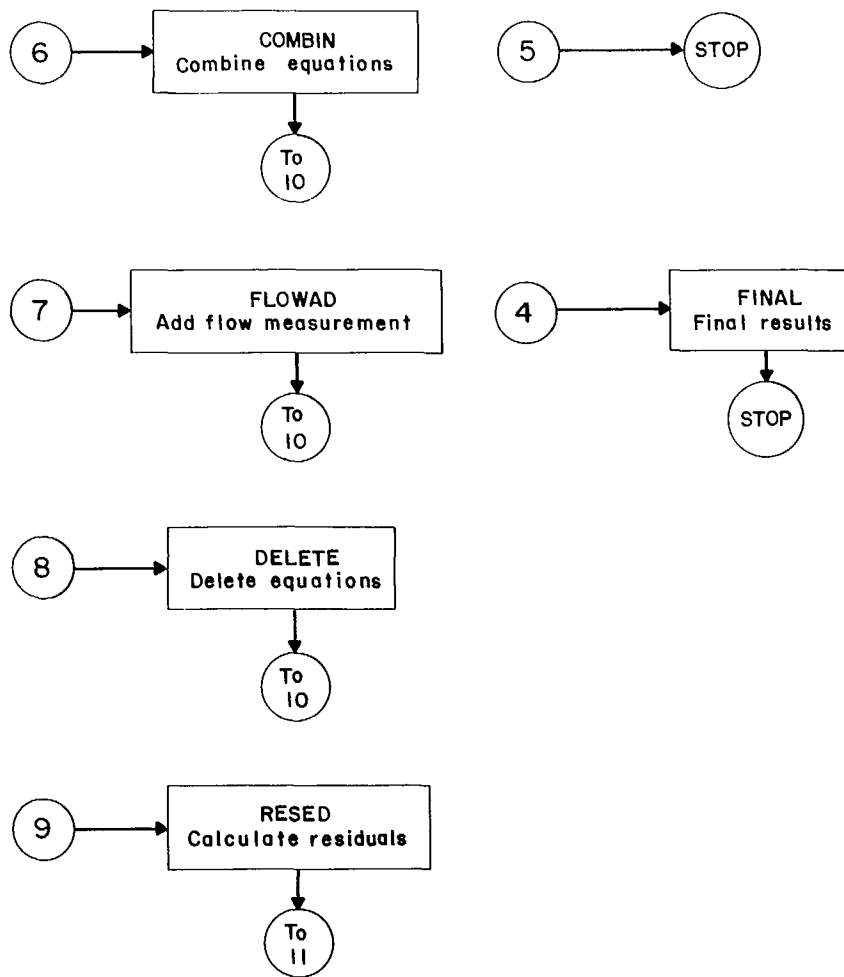 6
COMBIN
Combine equations
To
10
5
STOP
7
FLOWAD
Add flow measurement
To
10
4
FINAL
Final results
STOP
8
DELETE
Delete equations
To
10
9
RESED
Calculate residuals
To
11